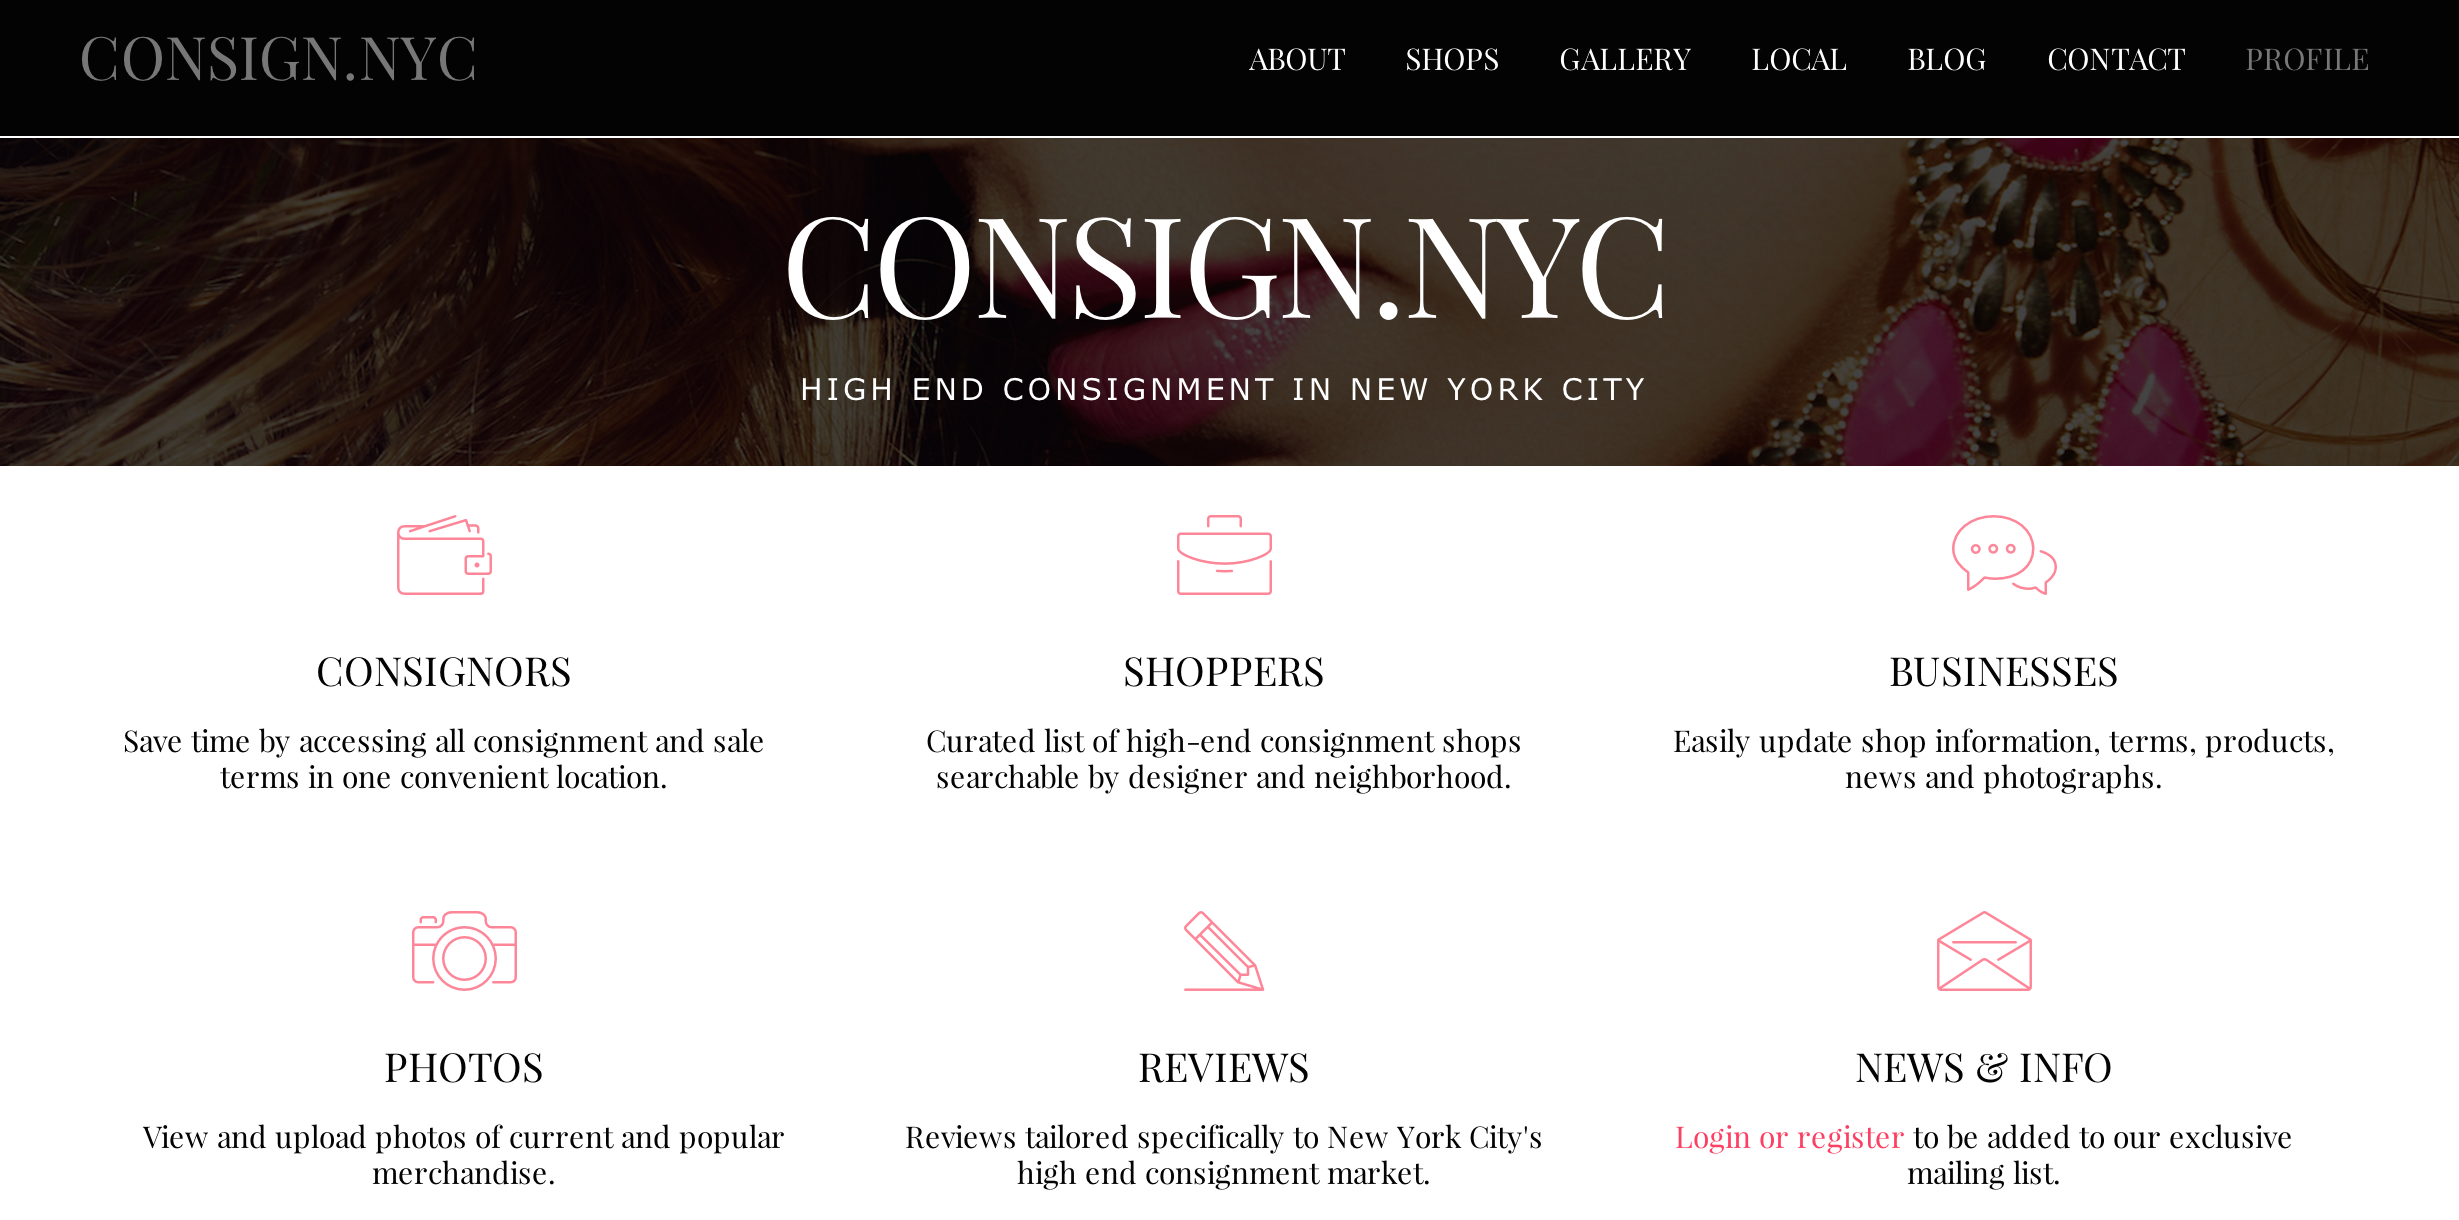 CONSIGN.NYC
ABOUT SHOPS GALLERY LOCAL BLOG CONTACT PROFILE
CONSIGN.NYC
HIGH END CONSIGNMENT IN NEW YORK CITY
CONSIGNORS
Save time by accessing all consignment and sale
terms in one convenient location.
SHOPPERS
Curated list of high-end consignment shops
searchable by designer and neighborhood.
BUSINESSES
Easily update shop information, terms, products,
news and photographs.
PHOTOS
View and upload photos of current and popular
merchandise.
REVIEWS
Reviews tailored specifically to New York City's
high end consignment market.
NEWS & INFO
Login or register to be added to our exclusive
mailing list.